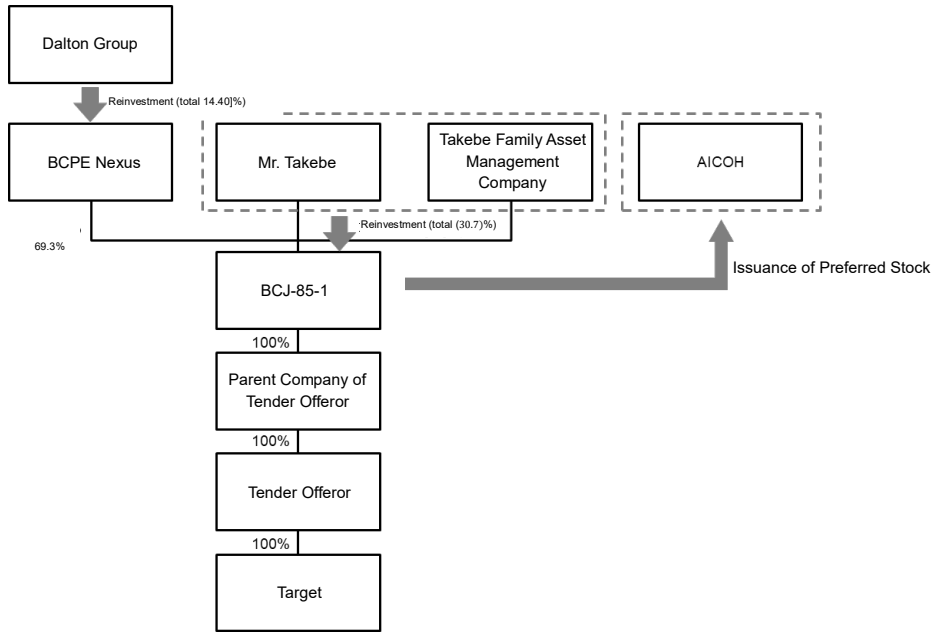 Dalton Group
Reinvestment (total 14.40]%)
BCPE Nexus
Mr. Takebe
Takebe Family Asset
Management
Company
AICOH
Reinvestment (total (30.7)%)
69.3%
Issuance of Preferred Stock
BCJ-85-1
100%
Parent Company of
Tender Offeror
100%
Tender Offeror
100%
Target